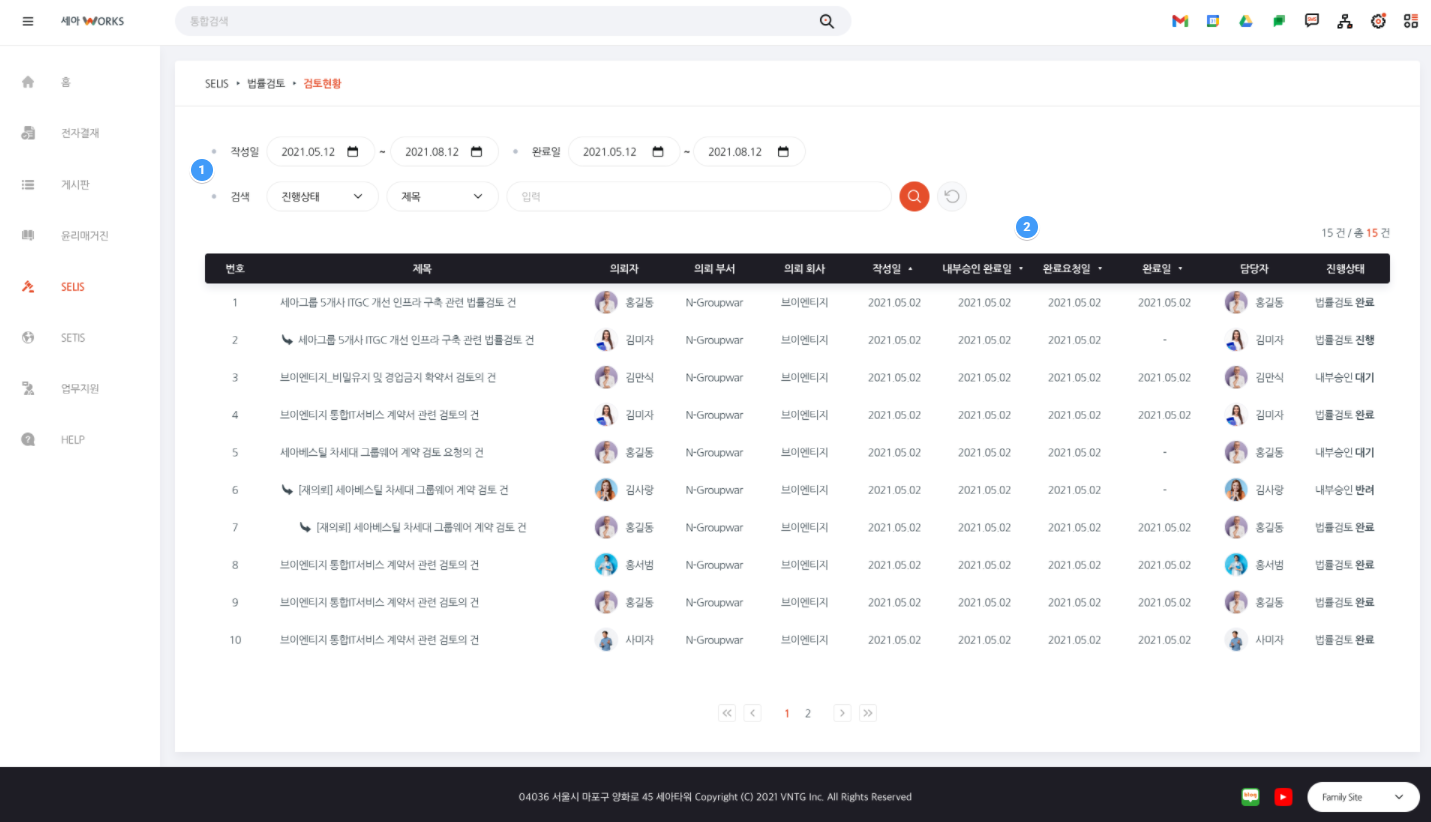 세아 WORKS 통합검색
SELIS ‣ 법률검토 ‣ 검토현황
홈
전자결재
게시판
윤리매거진
SELIS
SETIS
업무지원
HELP
작성일 2021.05.12 ~ 2021.08.12 완료일 2021.05.12 ~ 2021.08.12
1
검색 진행상태 제목 입력
2
15 건 / 총 15 건
번호 제목 의뢰자 의뢰 부서 의뢰 회사 작성일 내부승인 완료일 완료요청일 완료일 담당자 진행상태
1 세아그룹 5개사 ITGC 개선 인프라 구축 관련 법률검토 건 홍길동 N-Groupwar 브이엔티지 2021.05.02 2021.05.02 2021.05.02 2021.05.02 홍길동 법률검토 완료
2 세아그룹 5개사 ITGC 개선 인프라 구축 관련 법률검토 건 김미자 N-Groupwar 브이엔티지 2021.05.02 2021.05.02 2021.05.02 - 김미자 법률검토 진행
3 브이엔티지_비밀유지 및 경업금지 확약서 검토의 건 김만식 N-Groupwar 브이엔티지 2021.05.02 2021.05.02 2021.05.02 2021.05.02 김만식 내부승인 대기
4 브이엔티지 통합IT서비스 계약서 관련 검토의 건 김미자 N-Groupwar 브이엔티지 2021.05.02 2021.05.02 2021.05.02 2021.05.02 김미자 법률검토 완료
5 세아베스틸 차세대 그룹웨어 계약 검토 요청의 건 홍길동 N-Groupwar 브이엔티지 2021.05.02 2021.05.02 2021.05.02 - 홍길동 내부승인 대기
6 [재의뢰] 세아베스틸 차세대 그룹웨어 계약 검토 건 김사랑 N-Groupwar 브이엔티지 2021.05.02 2021.05.02 2021.05.02 - 김사랑 내부승인 반려
7 [재의뢰] 세아베스틸 차세대 그룹웨어 계약 검토 건 홍길동 N-Groupwar 브이엔티지 2021.05.02 2021.05.02 2021.05.02 2021.05.02 홍길동 법률검토 완료
8 브이엔티지 통합IT서비스 계약서 관련 검토의 건 홍서범 N-Groupwar 브이엔티지 2021.05.02 2021.05.02 2021.05.02 2021.05.02 홍서범 법률검토 완료
9 브이엔티지 통합IT서비스 계약서 관련 검토의 건 홍길동 N-Groupwar 브이엔티지 2021.05.02 2021.05.02 2021.05.02 2021.05.02 홍길동 법률검토 완료
10 브이엔티지 통합IT서비스 계약서 관련 검토의 건 사미자 N-Groupwar 브이엔티지 2021.05.02 2021.05.02 2021.05.02 2021.05.02 사미자 법률검토 완료
1 2
04036 서울시 마포구 양화로 45 세아타워 Copyright (C) 2021 VNTG Inc. All Rights Reserved
blog
Family Site